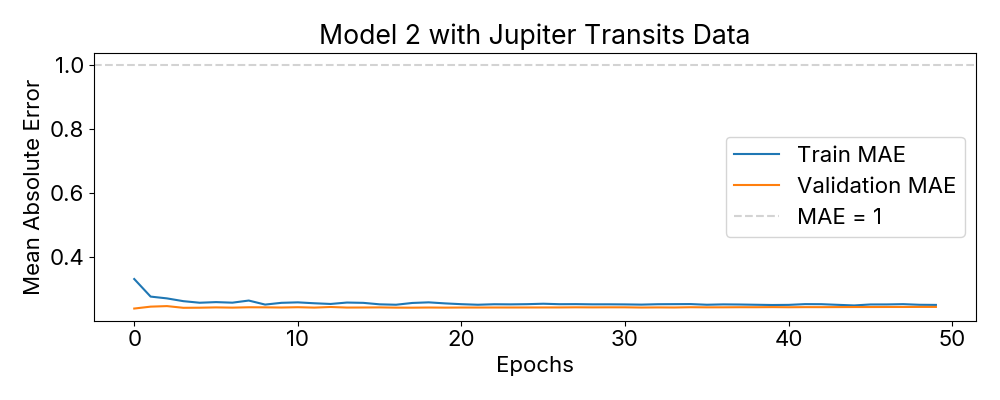 Model 2 with Jupiter Transits Data
Mean Absolute Error
1.0
0.8
0.6
0.4
Train MAE
Validation MAE
MAE = 1
0 10 20 30 40 50
Epochs